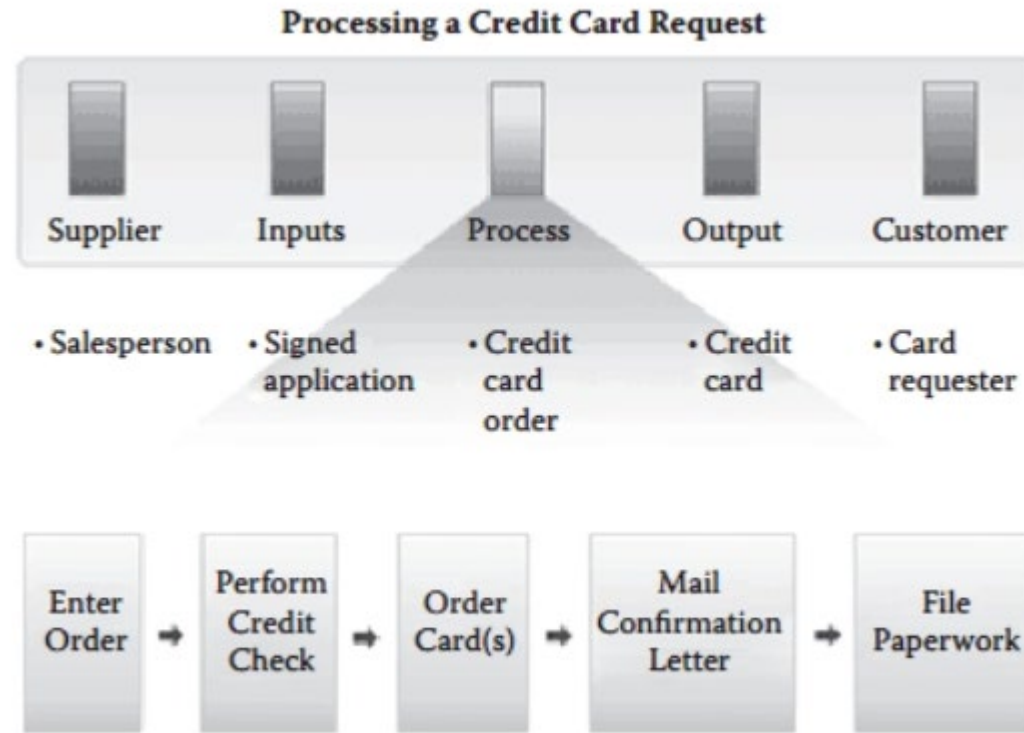 Processing a Credit Card Request
Supplier
Inputs
Process
Output
Customer
• Salesperson
• Signed
application
• Credit
card
order
• Credit
card
• Card
requester
Enter
Order
Perform
Credit
Check
Order
Card(s)
Mail
Confirmation
Letter
File
Paperwork